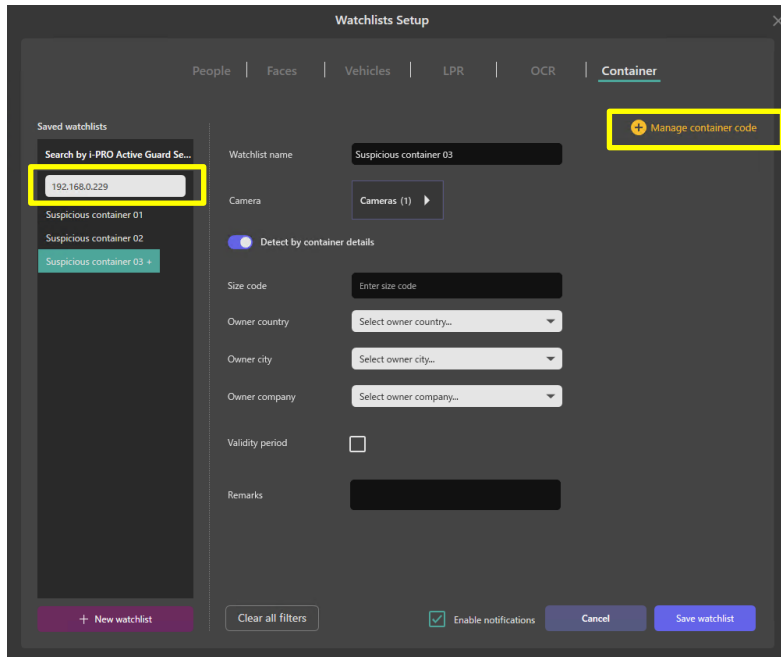 Watchlists Setup
People Faces Vehicles LPR OCR Container
Saved watchlists
Manage container code
Search by i-PRO Active Guard Se...
192.168.0.229
Suspicious container 01
Suspicious container 02
Suspicious container 03 +
Watchlist name Suspicious container 03
Camera Cameras (1)
Detect by container details
Size code Enter size code
Owner country Select owner country...
Owner city Select owner city...
Owner company Select owner company...
Validity period
Remarks
+ New watchlist Clear all filters Enable notifications Cancel Save watchlist